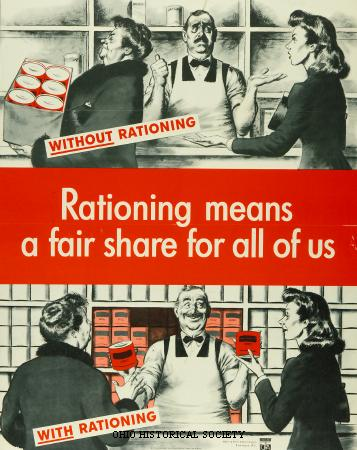 WITHOUT RATIONING
Rationing means
a fair share for all of us
WITH RATIONING
OHIO HISTORICAL SOCIETY